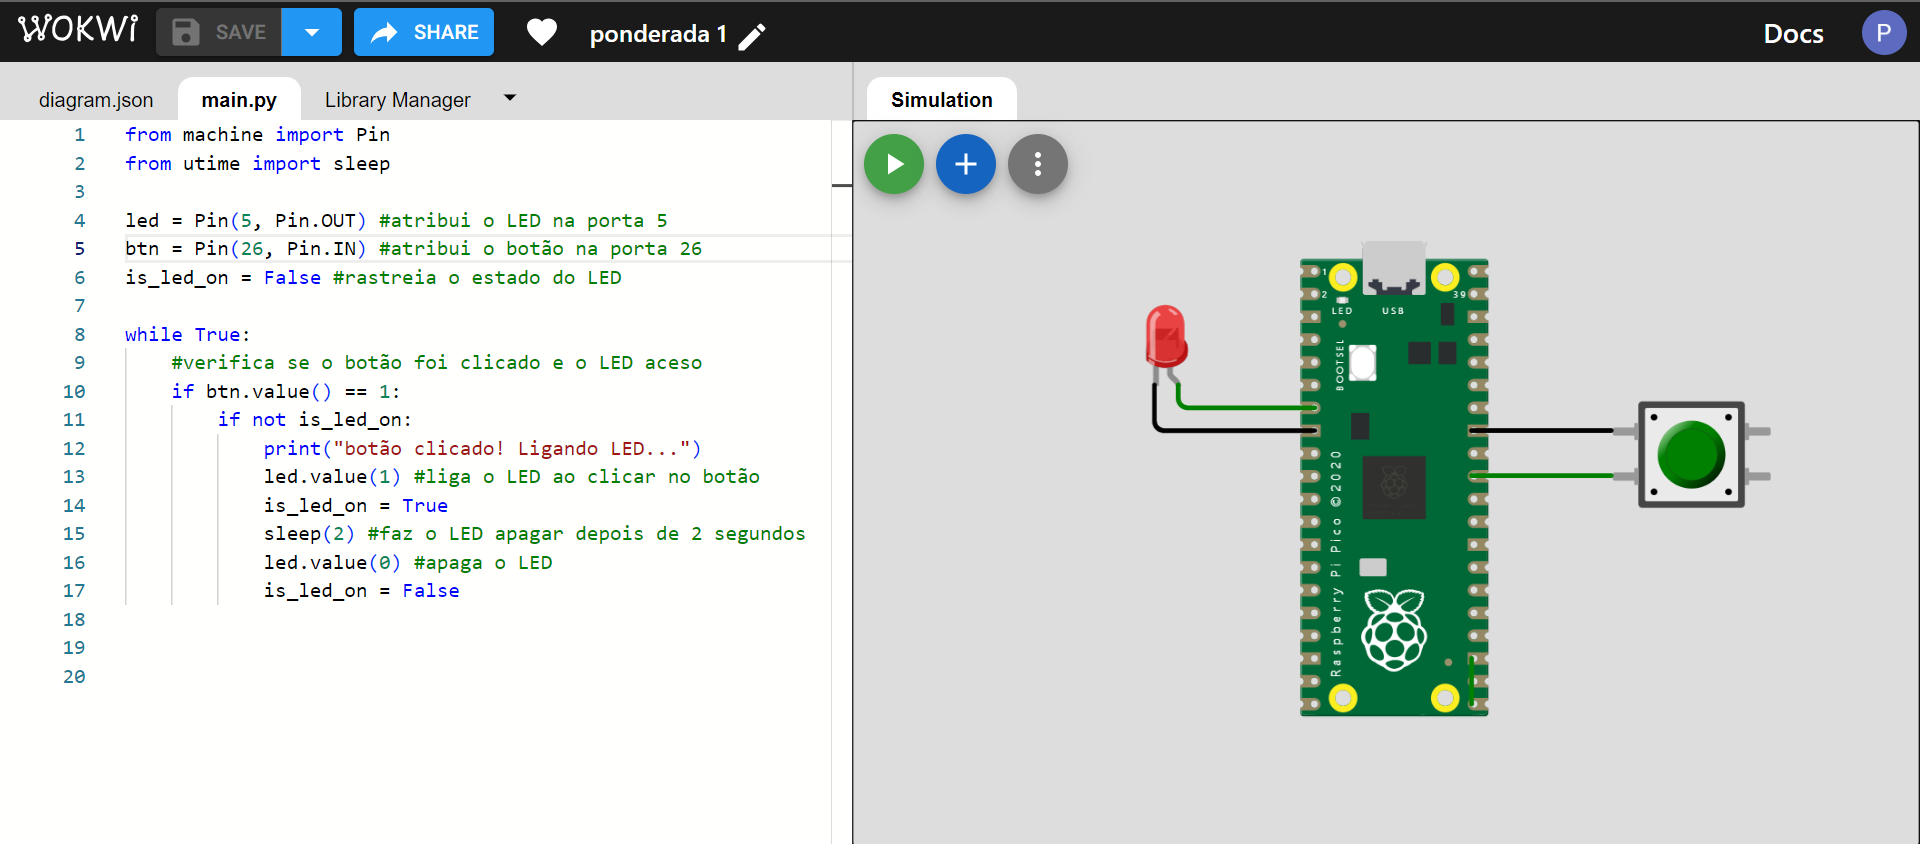 WOKWi
SAVE
SHARE
ponderada 1
Docs
P
diagram.json
main.py
Library Manager
Simulation
1 from machine import Pin
2 from utime import sleep
3
4 led = Pin(5, Pin.OUT) #atribui o LED na porta 5
5 btn = Pin(26, Pin.IN) #atribui o botão na porta 26
6 is_led_on = False #rastreia o estado do LED
7
8 while True:
9 #verifica se o botão foi clicado e o LED aceso
10 if btn.value() == 1:
11 if not is_led_on:
12 print("botão clicado! Ligando LED...")
13 led.value(1) #liga o LED ao clicar no botão
14 is_led_on = True
15 sleep(2) #faz o LED apagar depois de 2 segundos
16 led.value(0) #apaga o LED
17 is_led_on = False
18
19
20
1
2
39
LED
USB
BOOTSEL
Raspberry Pi Pico ©2020